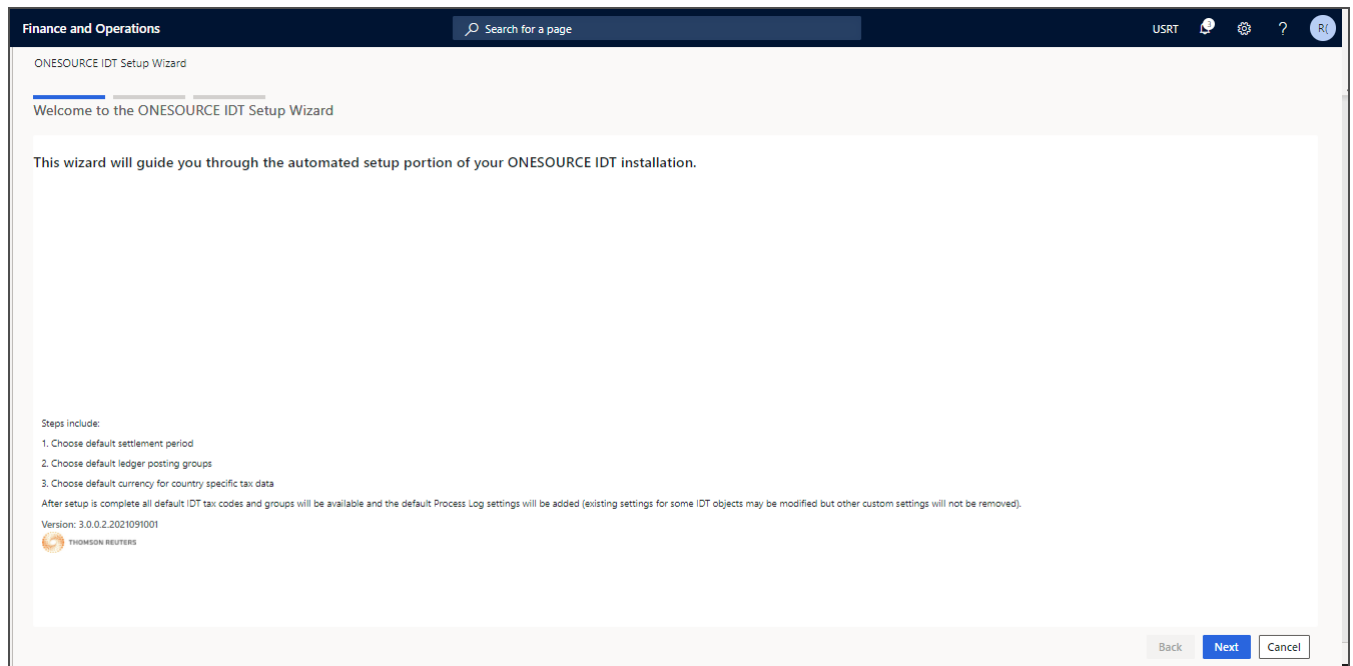 Finance and Operations
Search for a page
USRT
3
?
R(
ONESOURCE IDT Setup Wizard
Welcome to the ONESOURCE IDT Setup Wizard
This wizard will guide you through the automated setup portion of your ONESOURCE IDT installation.
Steps include:
1. Choose default settlement period
2. Choose default ledger posting groups
3. Choose default currency for country specific tax data
After setup is complete all default IDT tax codes and groups will be available and the default Process Log settings will be added (existing settings for some IDT objects may be modified but other custom settings will not be removed).
Version: 3.0.0.2.2021091001
THOMSON REUTERS
Back
Next
Cancel